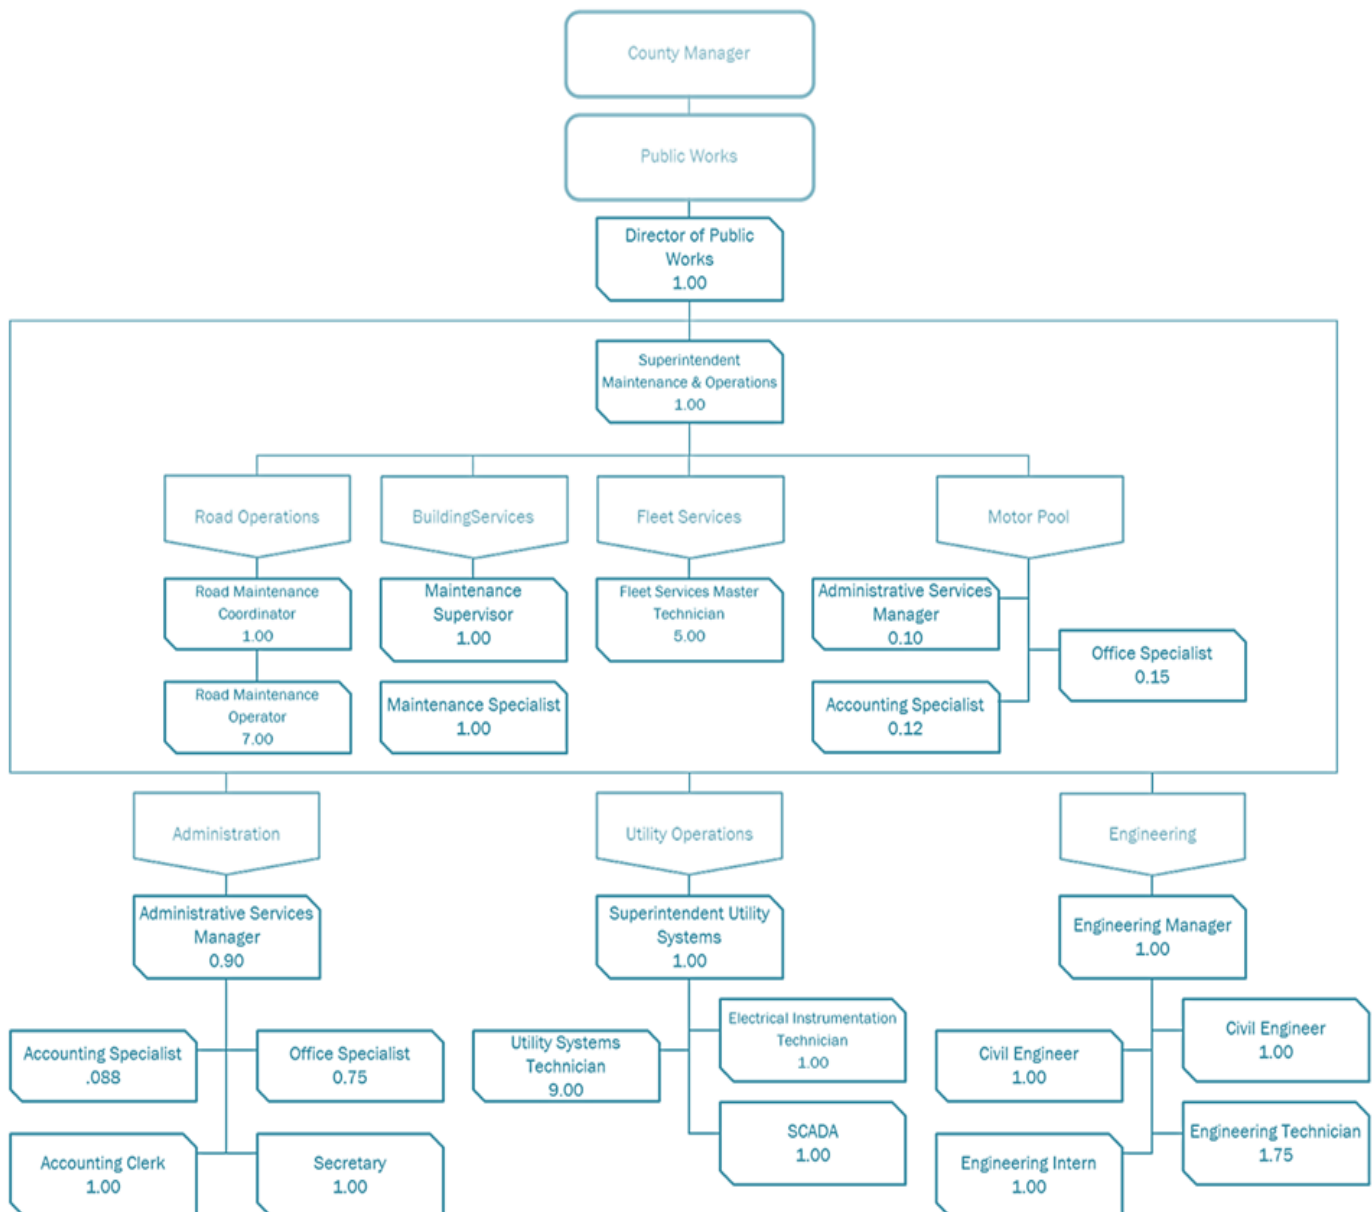 County Manager
Public Works
Director of Public
Works
1.00
Superintendent
Maintenance & Operations
1.00
Road Operations
BuildingServices
Fleet Services
Motor Pool
Road Maintenance
Coordinator
1.00
Maintenance
Supervisor
1.00
Fleet Services Master
Technician
5.00
Administrative Services
Manager
0.10
Office Specialist
0.15
Road Maintenance
Operator
7.00
Maintenance Specialist
1.00
Accounting Specialist
0.12
Administration
Utility Operations
Engineering
Administrative Services
Manager
0.90
Superintendent Utility
Systems
1.00
Engineering Manager
1.00
Accounting Specialist
.088
Office Specialist
0.75
Utility Systems
Technician
9.00
Electrical Instrumentation
Technician
1.00
Civil Engineer
1.00
Civil Engineer
1.00
Accounting Clerk
1.00
Secretary
1.00
SCADA
1.00
Engineering Intern
1.00
Engineering Technician
1.75